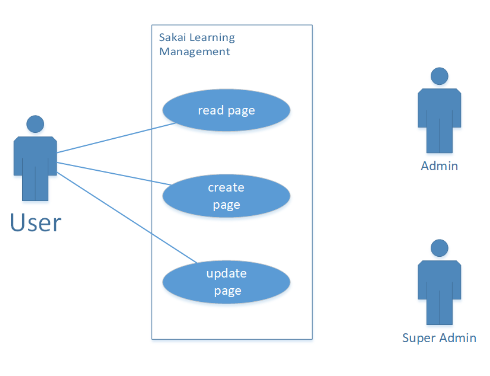 Sakai Learning
Management
read page
Admin
create
page
User
update
page
Super Admin